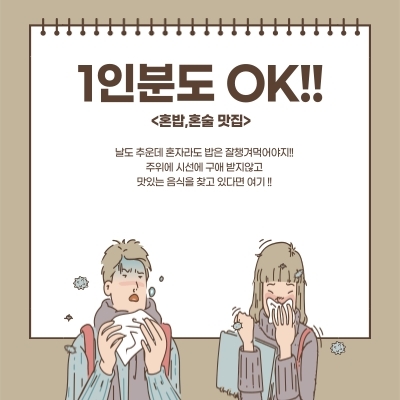 1인분도 OK!!
<혼밥,혼술 맛집>
날도 추운데 혼자라도 밥은 잘챙겨먹어야지!!
주위에 시선에 구애 받지않고
맛있는 음식을 찾고 있다면 여기 !!